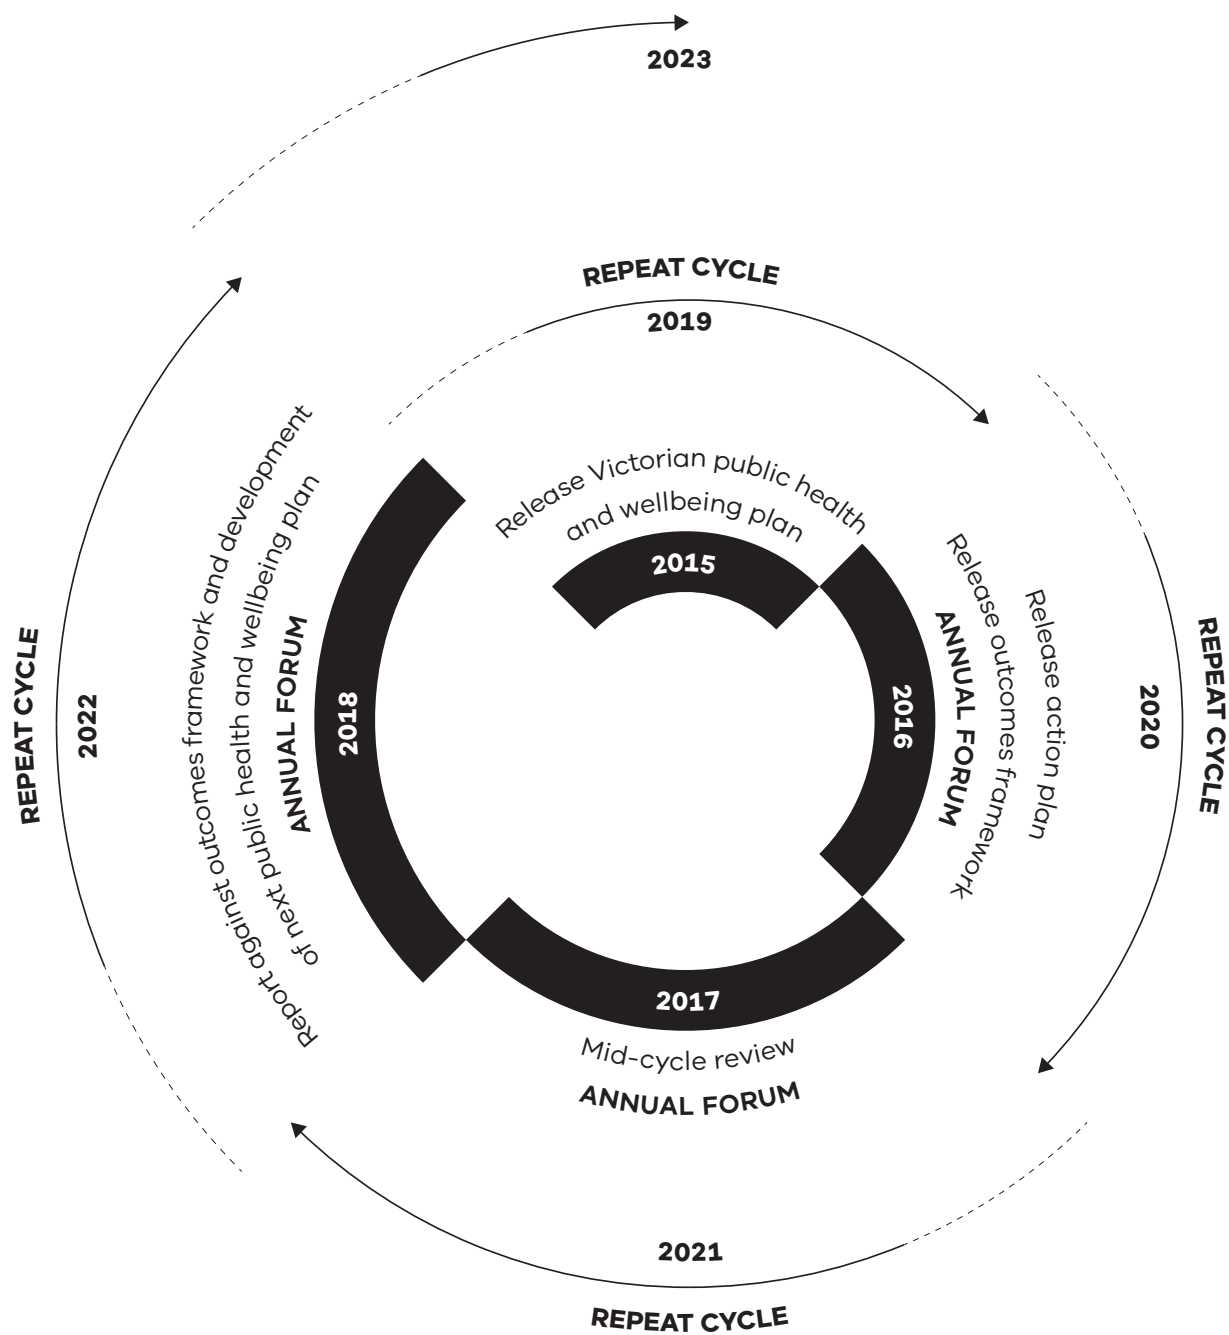 2023
REPEAT CYCLE
2019
Release Victorian public health
and wellbeing plan
2015
2016
ANNUAL FORUM
Release outcomes framework
Release action plan
2020
REPEAT CYCLE
2017
Mid-cycle review
ANNUAL FORUM
2018
ANNUAL FORUM
Report against outcomes framework and development
of next public health and wellbeing plan
2021
REPEAT CYCLE
2022
REPEAT CYCLE